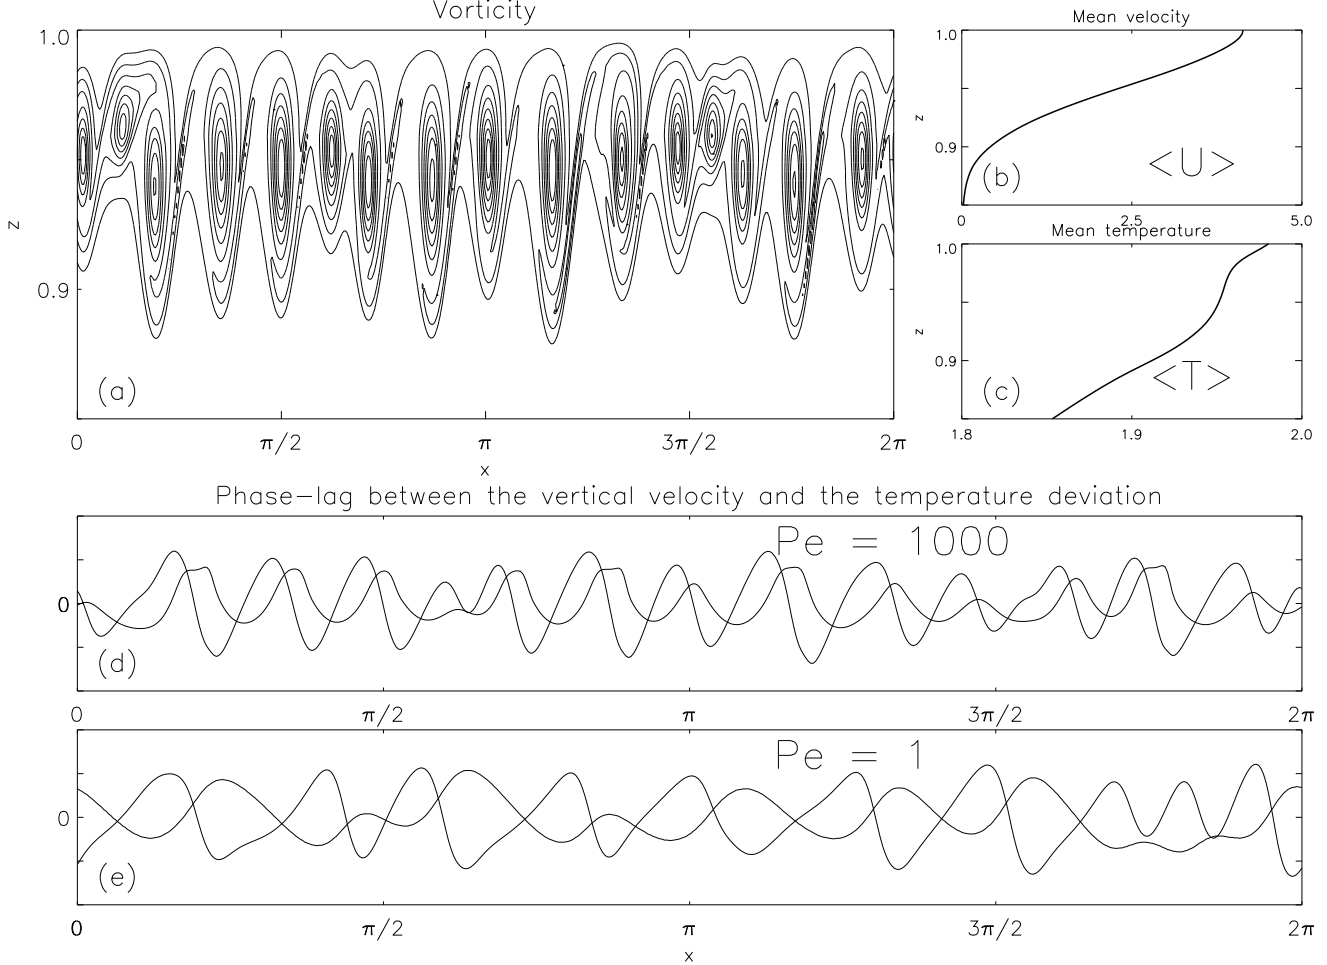 Vorticity
1.0
z
0.9
(a)
0 π/2 π 3π/2 2π
x
Mean velocity
1.0
z
0.9
(b)
<U>
0 2.5 5.0
Mean temperature
1.0
z
0.9
(c)
<T>
1.8 1.9 2.0
Phase-lag between the vertical velocity and the temperature deviation
Pe = 1000
0
(d)
0 π/2 π 3π/2 2π
Pe = 1
0
(e)
0 π/2 π 3π/2 2π
x